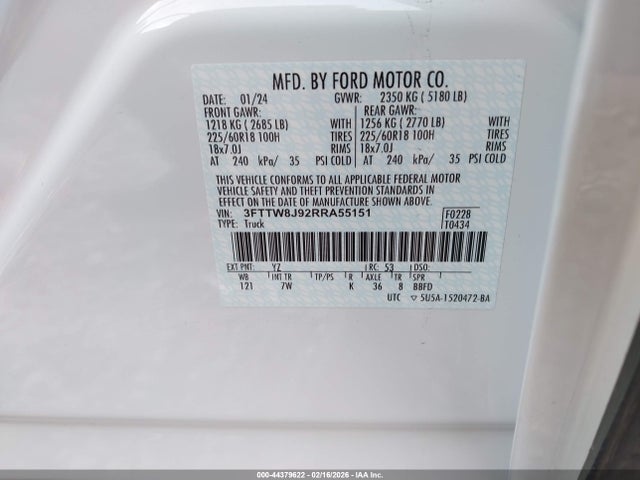 MFD. BY FORD MOTOR CO.
DATE: 01/24 GVWR: 2350 KG ( 5180 LB)
FRONT GAWR: REAR GAWR:
1218 KG ( 2685 LB) WITH 1256 KG ( 2770 LB) WITH
225/60R18 100H TIRES 225/60R18 100H TIRES
18x7.0J RIMS 18x7.0J RIMS
AT 240 kPa/ 35 PSI COLD AT 240 kPa/ 35 PSI COLD
THIS VEHICLE CONFORMS TO ALL APPLICABLE FEDERAL MOTOR
VEHICLE SAFETY AND THEFT PREVENTION STANDARDS IN
EFFECT ON THE DATE OF MANUFACTURE SHOWN ABOVE.
VIN: 3FTTW8J92RRA55151 F0228
TYPE: Truck T0434
EXT PNT: YZ RC: 53 DSO:
WB INT TR TP/PS R AXLE TR SPR
121 7W K 36 8 BBFD
UTC ▽ 5U5A-1520472-BA
000-44379622 - 02/16/2026 - IAA Inc.